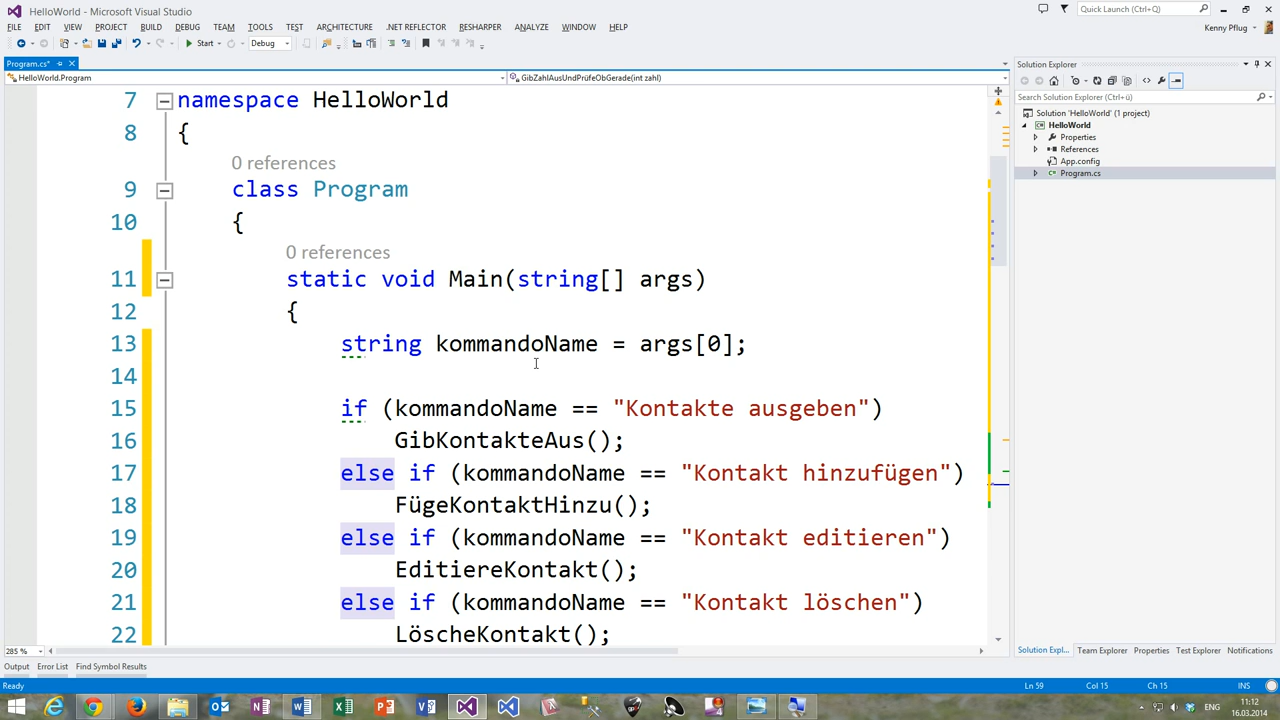 HelloWorld - Microsoft Visual Studio
Quick Launch (Ctrl+Q)
FILE EDIT VIEW PROJECT BUILD DEBUG TEAM TOOLS TEST ARCHITECTURE .NET REFLECTOR RESHARPER ANALYZE WINDOW HELP
Kenny Pflug
Start Debug
Program.cs*
HelloWorld.Program
GibZahlAusUndPrüfeObGerade(int zahl)
7 namespace HelloWorld
8 {
0 references
9 class Program
10 {
0 references
11 static void Main(string[] args)
12 {
13 string kommandoName = args[0];
14
15 if (kommandoName == "Kontakte ausgeben")
16 GibKontakteAus();
17 else if (kommandoName == "Kontakt hinzufügen")
18 FügeKontaktHinzu();
19 else if (kommandoName == "Kontakt editieren")
20 EditiereKontakt();
21 else if (kommandoName == "Kontakt löschen")
22 LöscheKontakt();
285 %
Solution Explorer
Search Solution Explorer (Ctrl+ü)
Solution 'HelloWorld' (1 project)
HelloWorld
Properties
References
App.config
Program.cs
Solution Expl... Team Explorer Properties Test Explorer Notifications
Output Error List Find Symbol Results
Ready
Ln 59 Col 15 Ch 15 INS
ENG
11:12
16.03.2014